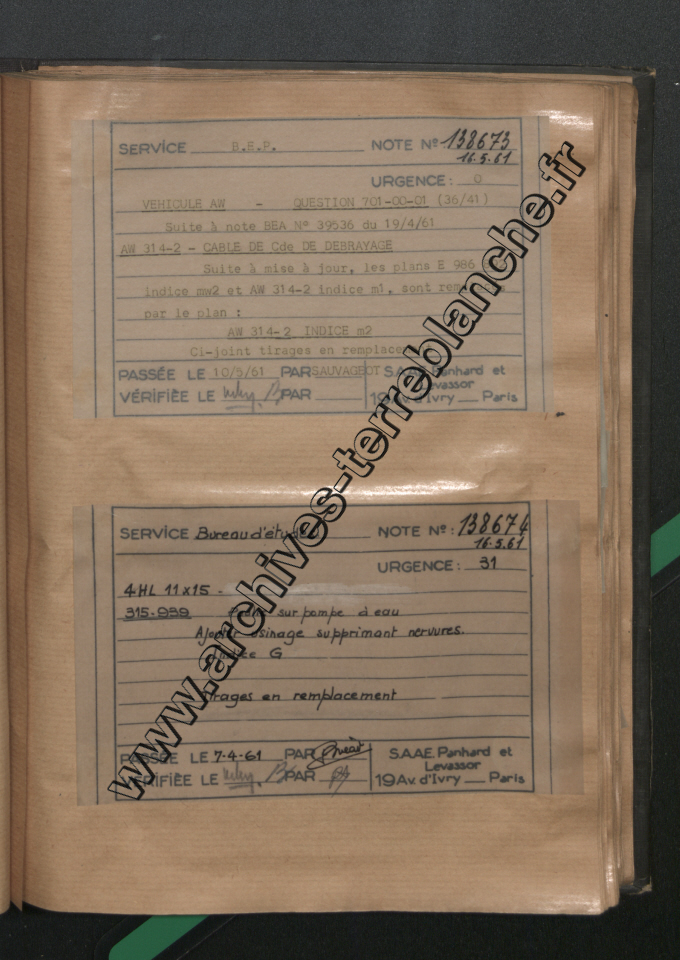 SERVICE B.E.P. NOTE Nº 138673
16.5.61
URGENCE: 0
VEHICULE AW - QUESTION 701-00-01 (36/41)
Suite à note BEA Nº 39536 du 19/4/61
AW 314-2 - CABLE DE Cde DE DEBRAYAGE
Suite à mise à jour, les plans E 986
indice mw2 et AW 314-2 indice m1, sont
par le plan :
AW 314-2 INDICE m2
Ci-joint tirages en
PASSÉE LE 10/5/61 PAR SAUVAGEOT S.A.A.E. Panhard et
Levassor
VÉRIFIÉE LE PAR 19 Av. d'Ivry __ Paris
SERVICE Bureau d'études NOTE Nº: 138674
16.5.61
URGENCE: 31
4HL 11x15 -
315-939 sur pompe à eau
Ajouter usinage supprimant nervures.
G
Tirages en remplacement
PASSÉE LE 7-4-61 PAR S.A.A.E. Panhard et
Levassor
VÉRIFIÉE LE PAR 19 Av. d'Ivry __ Paris
www.archives-terreblanche.fr